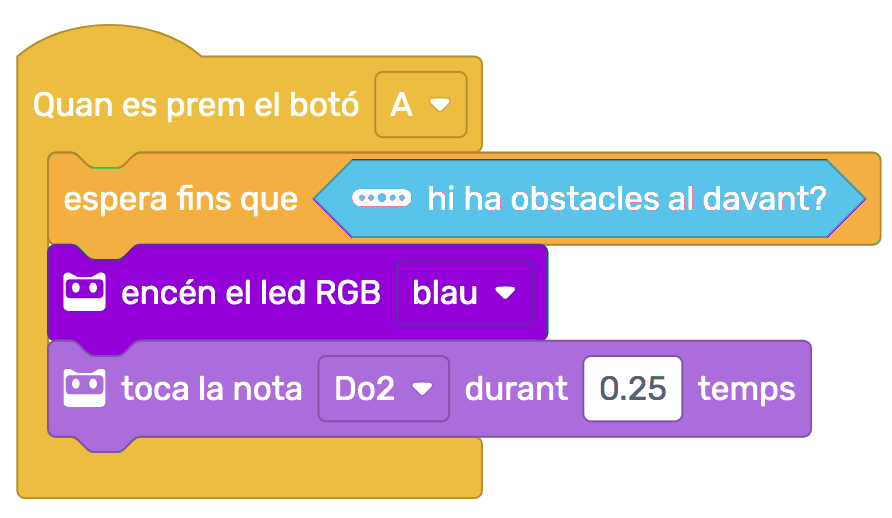 Quan es prem el botó A
espera fins que hi ha obstacles al davant?
encén el led RGB blau
toca la nota Do2 durant 0.25 temps